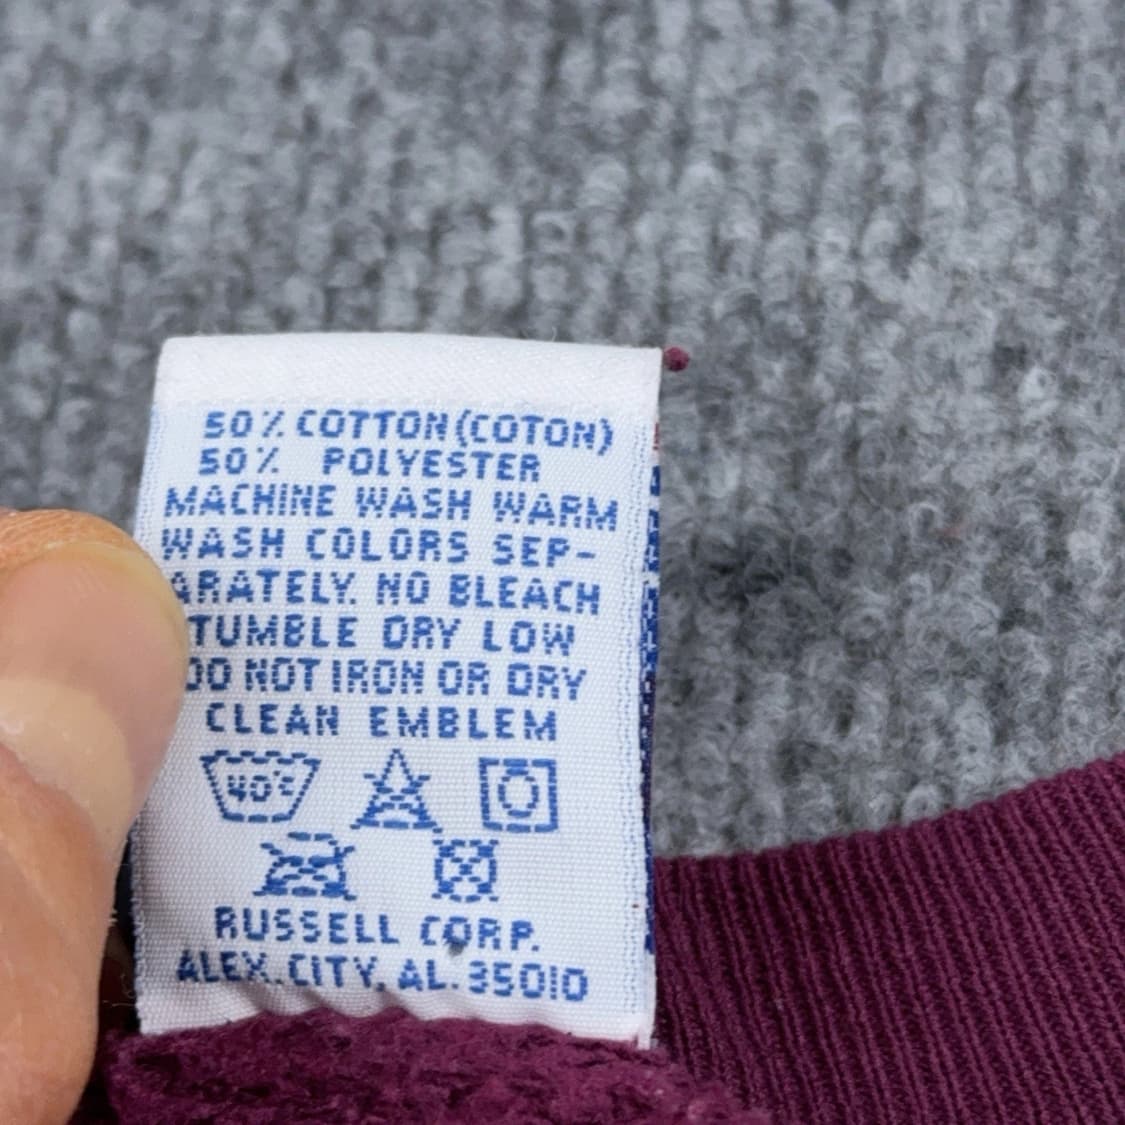 50% COTTON (COTON)
50% POLYESTER
MACHINE WASH WARM
WASH COLORS SEP-
ARATELY. NO BLEACH
TUMBLE DRY LOW
DO NOT IRON OR DRY
CLEAN EMBLEM
40°C
RUSSELL CORP.
ALEX. CITY, AL. 35010